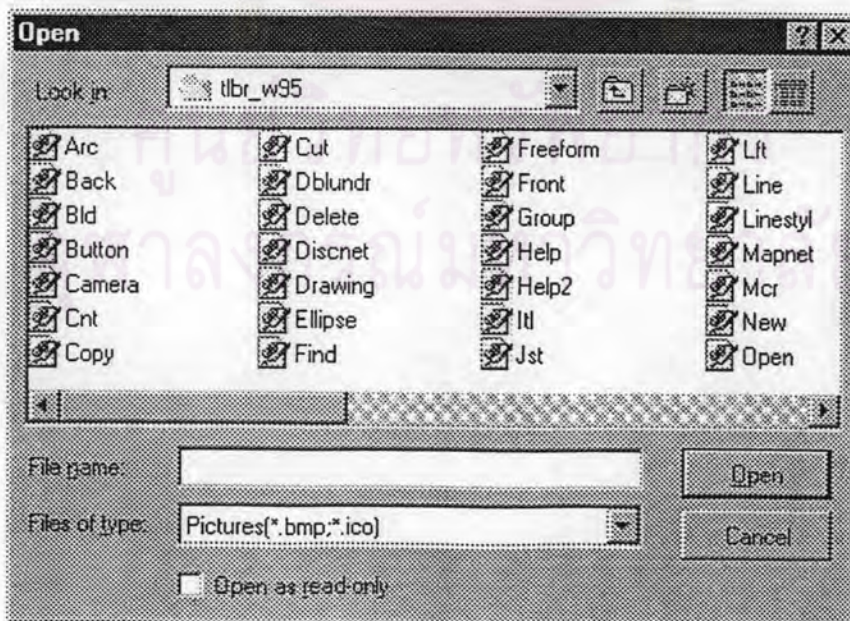 Open
Look in: tlbr_w95
Arc Cut Freeform Lft
Back Dblundr Front Line
Bld Delete Group Linestyl
Button Discnet Help Mapnet
Camera Drawing Help2 Mcr
Cnt Ellipse Itl New
Copy Find Jst Open
File name: Open
Files of type: Pictures(*.bmp;*.ico) Cancel
Open as read-only